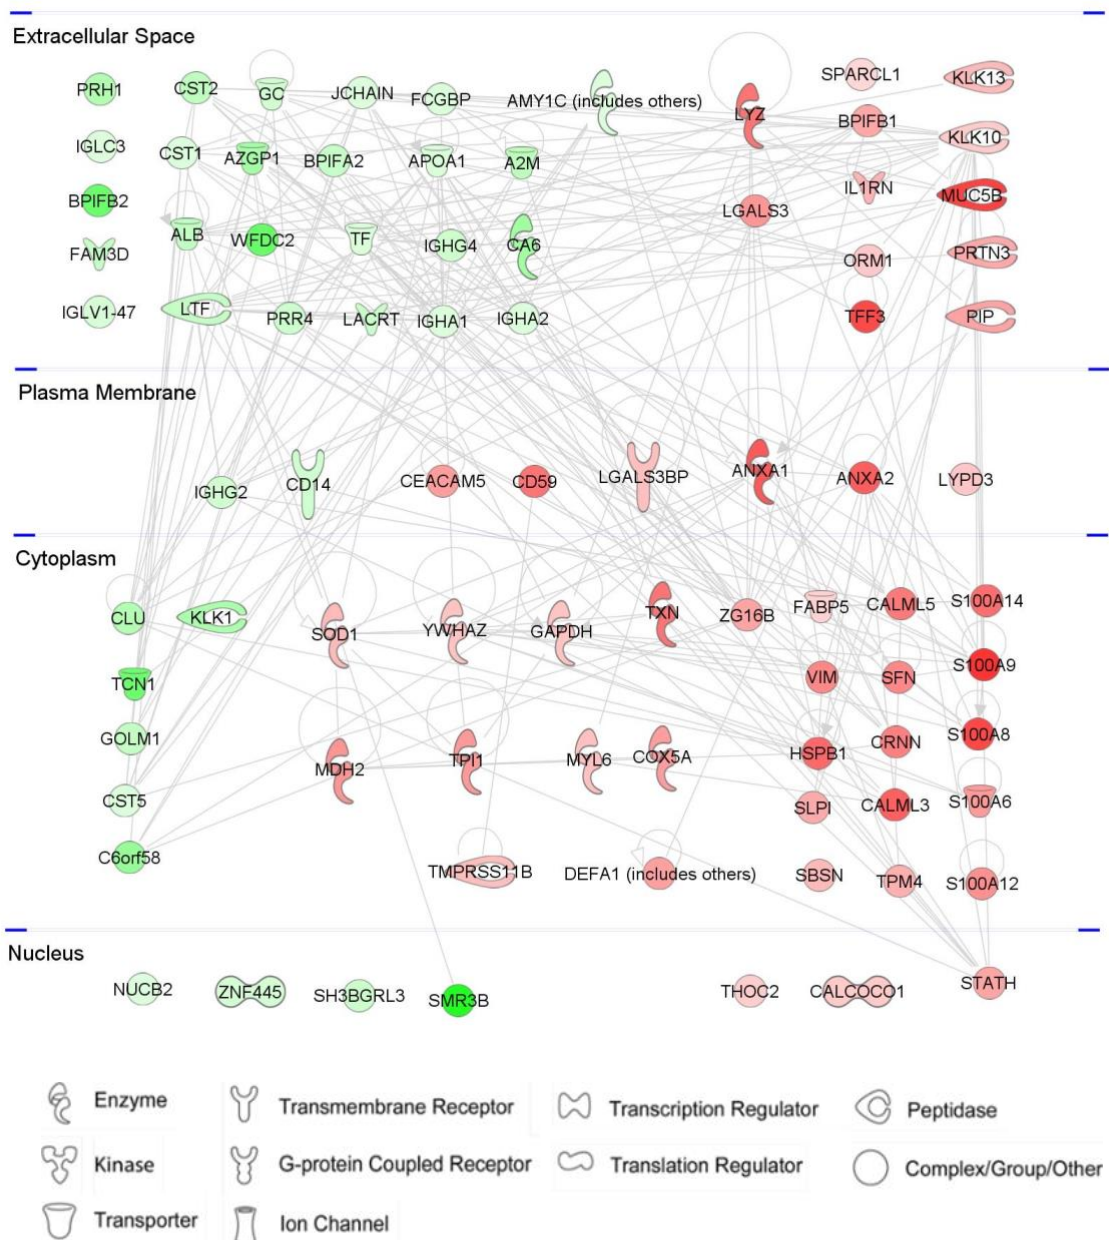 Extracellular Space
PRH1 CST2 GC JCHAIN FCGBP AMY1C (includes others) LYZ SPARCL1 KLK13
IGLC3 CST1 AZGP1 BPIFA2 APOA1 A2M BPIFB1 KLK10
BPIFB2 ALB WFDC2 TF IGHG4 CA6 LGALS3 IL1RN MUC5B
FAM3D ORM1 PRTN3
IGLV1-47 LTF PRR4 LACRT IGHA1 IGHA2 TFF3 PIP
Plasma Membrane
IGHG2 CD14 CEACAM5 CD59 LGALS3BP ANXA1 ANXA2 LYPD3
Cytoplasm
CLU KLK1 SOD1 YWHAZ GAPDH TXN ZG16B FABP5 CALML5 S100A14
TCN1 VIM SFN S100A9
GOLM1 MDH2 TPI1 MYL6 COX5A HSPB1 CRNN S100A8
CST5 SLPI CALML3 S100A6
C6orf58 TMPRSS11B DEFA1 (includes others) SBSN TPM4 S100A12
Nucleus
NUCB2 ZNF445 SH3BGRL3 SMR3B THOC2 CALCOCO1 STATH
Enzyme Transmembrane Receptor Transcription Regulator Peptidase
Kinase G-protein Coupled Receptor Translation Regulator Complex/Group/Other
Transporter Ion Channel